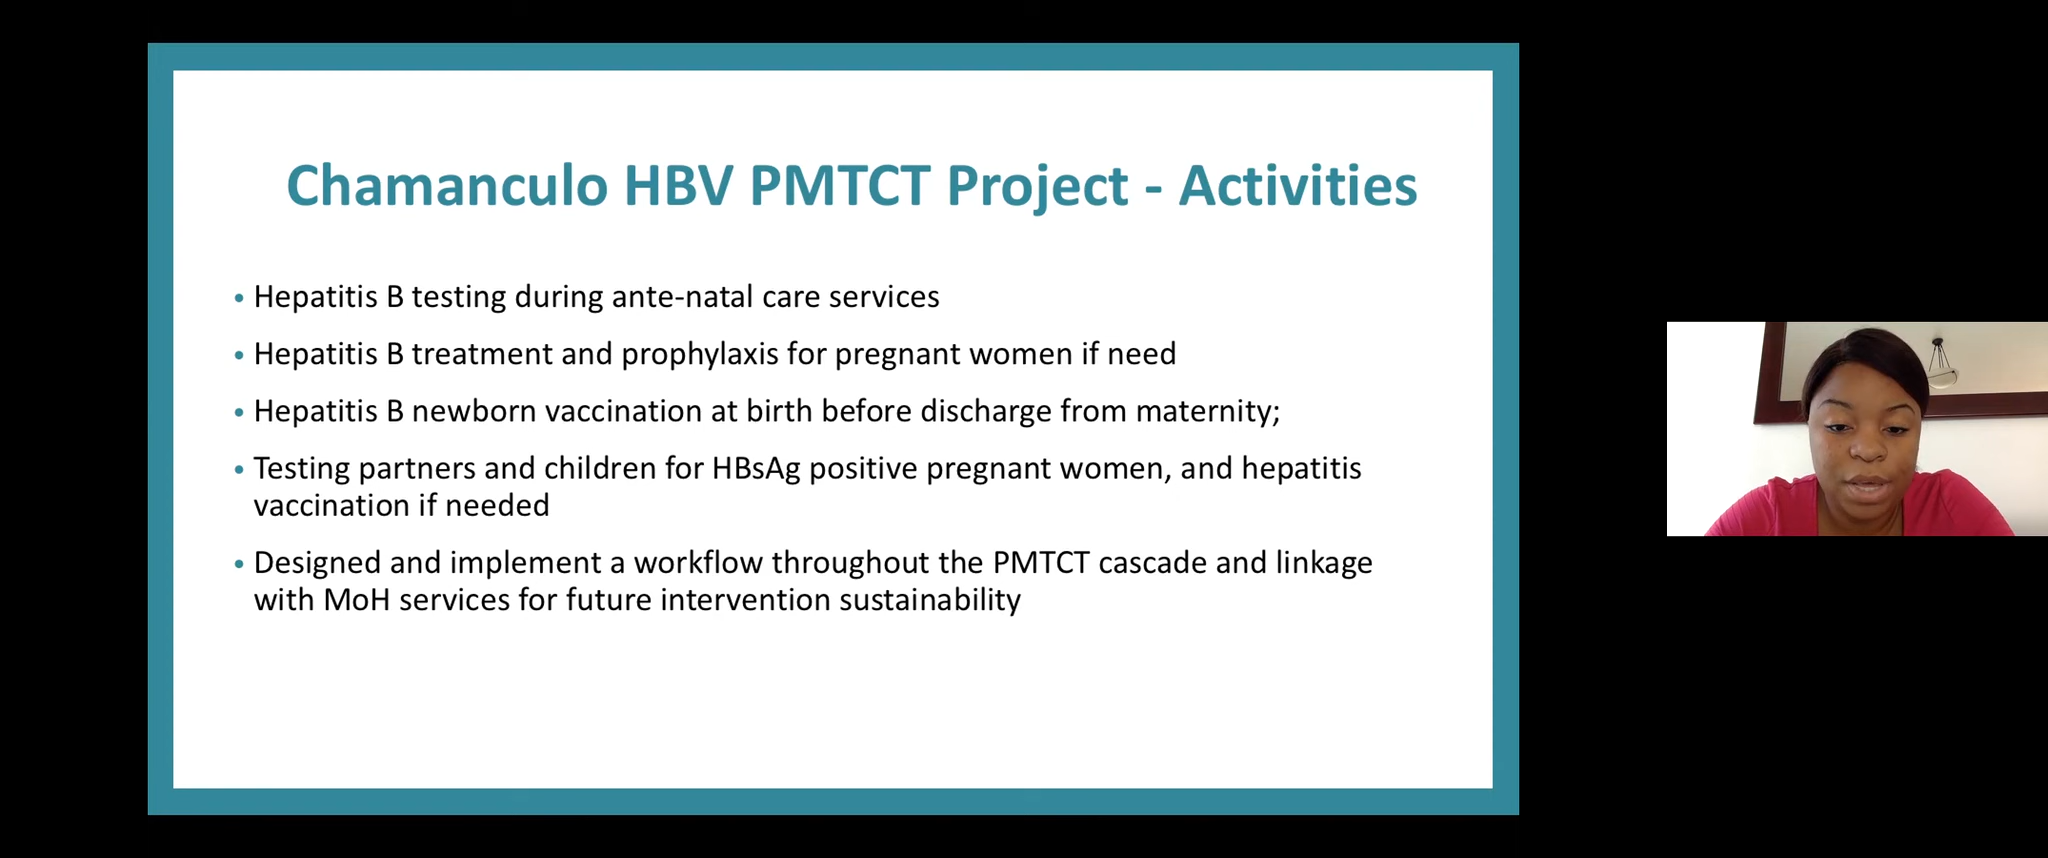 Chamanculo HBV PMTCT Project - Activities
• Hepatitis B testing during ante-natal care services
• Hepatitis B treatment and prophylaxis for pregnant women if need
• Hepatitis B newborn vaccination at birth before discharge from maternity;
• Testing partners and children for HBsAg positive pregnant women, and hepatitis
vaccination if needed
• Designed and implement a workflow throughout the PMTCT cascade and linkage
with MoH services for future intervention sustainability